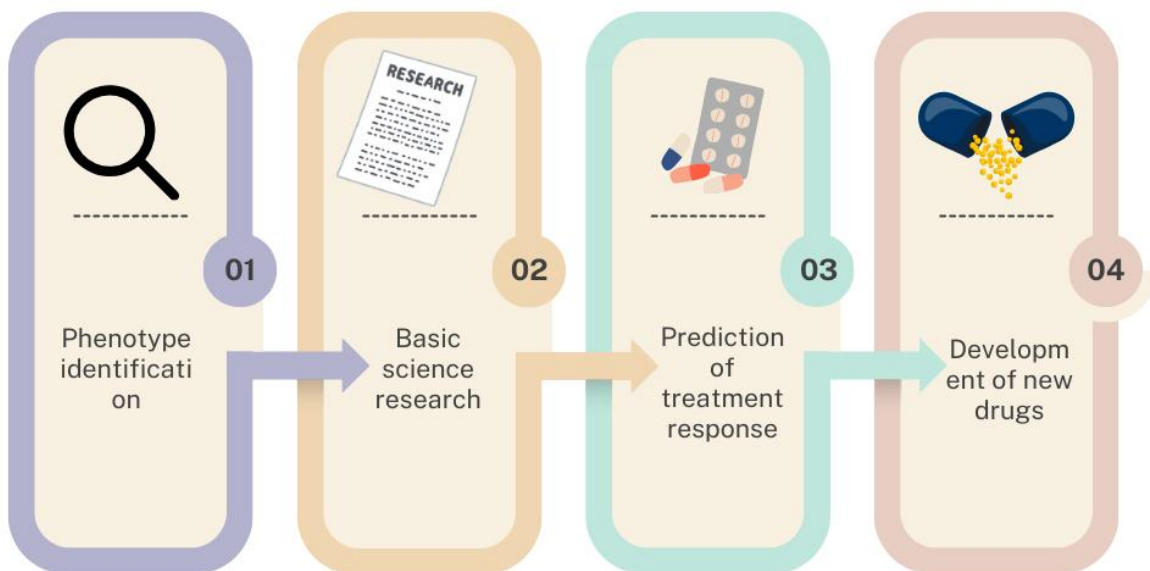 RESEARCH
01
Phenotype
identificati
on
02
Basic
science
research
03
Prediction
of
treatment
response
04
Developm
ent of new
drugs